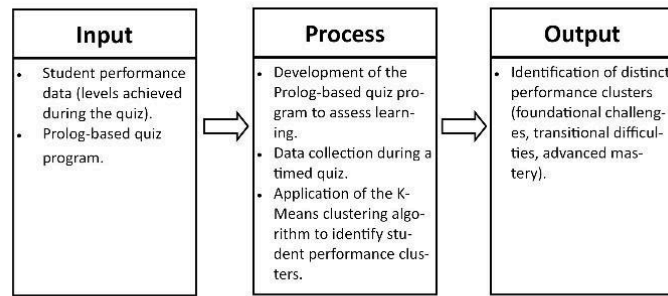 Input
• Student performance
data (levels achieved
during the quiz).
• Prolog-based quiz
program.
Process
• Development of the
Prolog-based quiz pro-
gram to assess learn-
ing.
• Data collection during a
timed quiz.
• Application of the K-
Means clustering algo-
rithm to identify stu-
dent performance clus-
ters.
Output
• Identification of distinct
performance clusters
(foundational challeng-
es, transitional difficul-
ties, advanced mas-
tery).